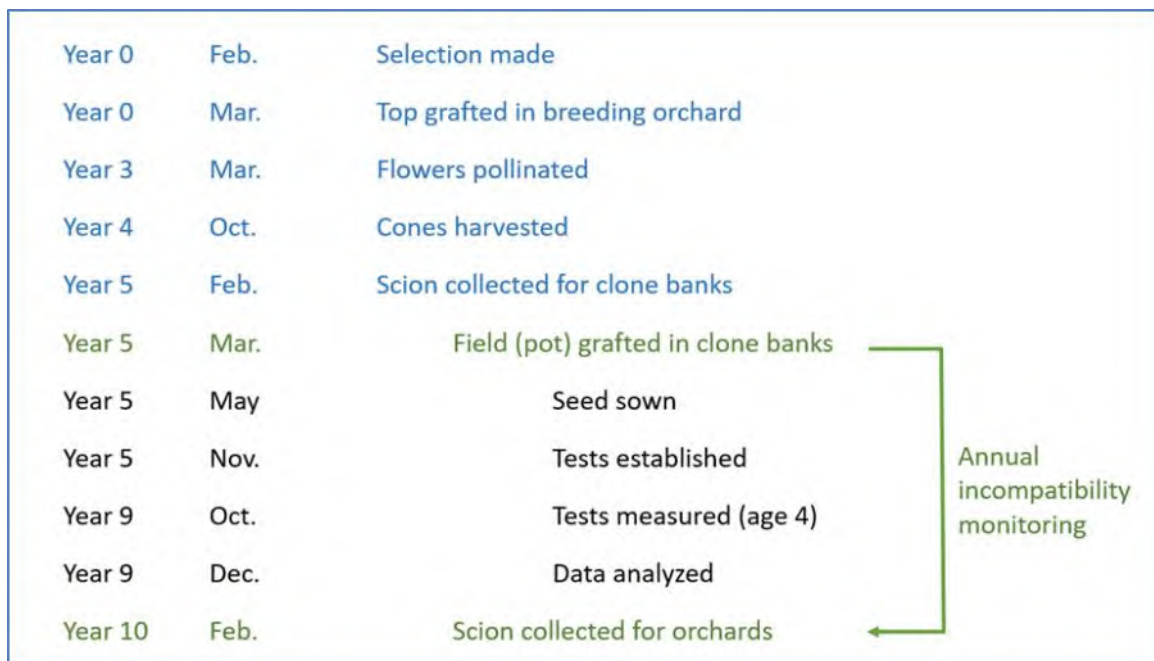 Year 0 Feb. Selection made
Year 0 Mar. Top grafted in breeding orchard
Year 3 Mar. Flowers pollinated
Year 4 Oct. Cones harvested
Year 5 Feb. Scion collected for clone banks
Year 5 Mar. Field (pot) grafted in clone banks
Year 5 May Seed sown
Year 5 Nov. Tests established
Year 9 Oct. Tests measured (age 4)
Year 9 Dec. Data analyzed
Year 10 Feb. Scion collected for orchards
Annual
incompatibility
monitoring